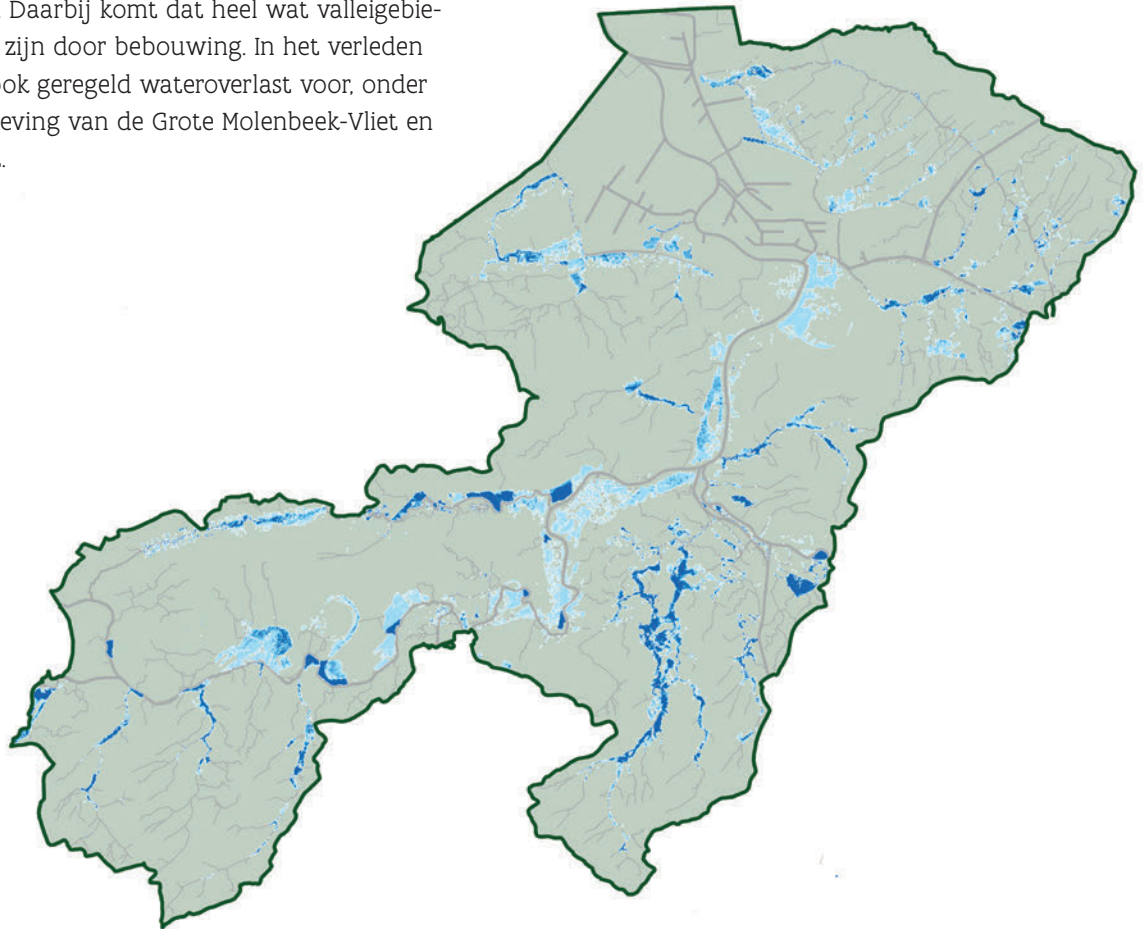 Daarbij komt dat heel wat valleigebie-
zijn door bebouwing. In het verleden
ook geregeld wateroverlast voor, onder
eving van de Grote Molenbeek-Vliet en